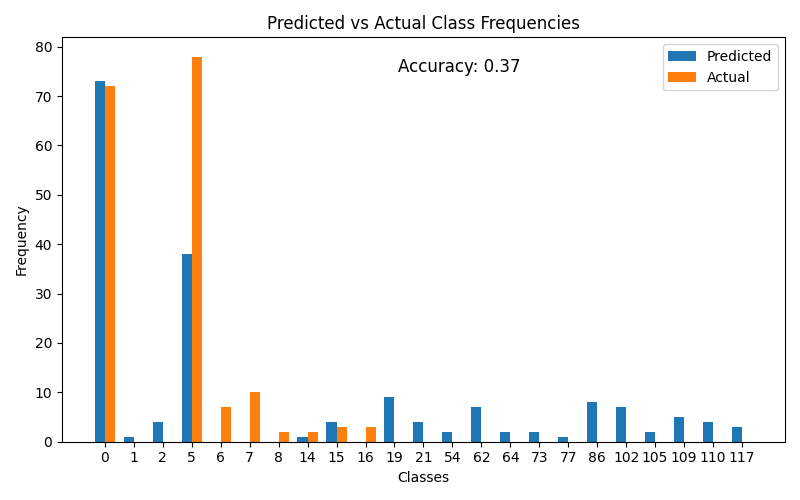 Predicted vs Actual Class Frequencies
Accuracy: 0.37
Predicted
Actual
Frequency
80
70
60
50
40
30
20
10
0
0 1 2 5 6 7 8 14 15 16 19 21 54 62 64 73 77 86 102 105 109 110 117
Classes